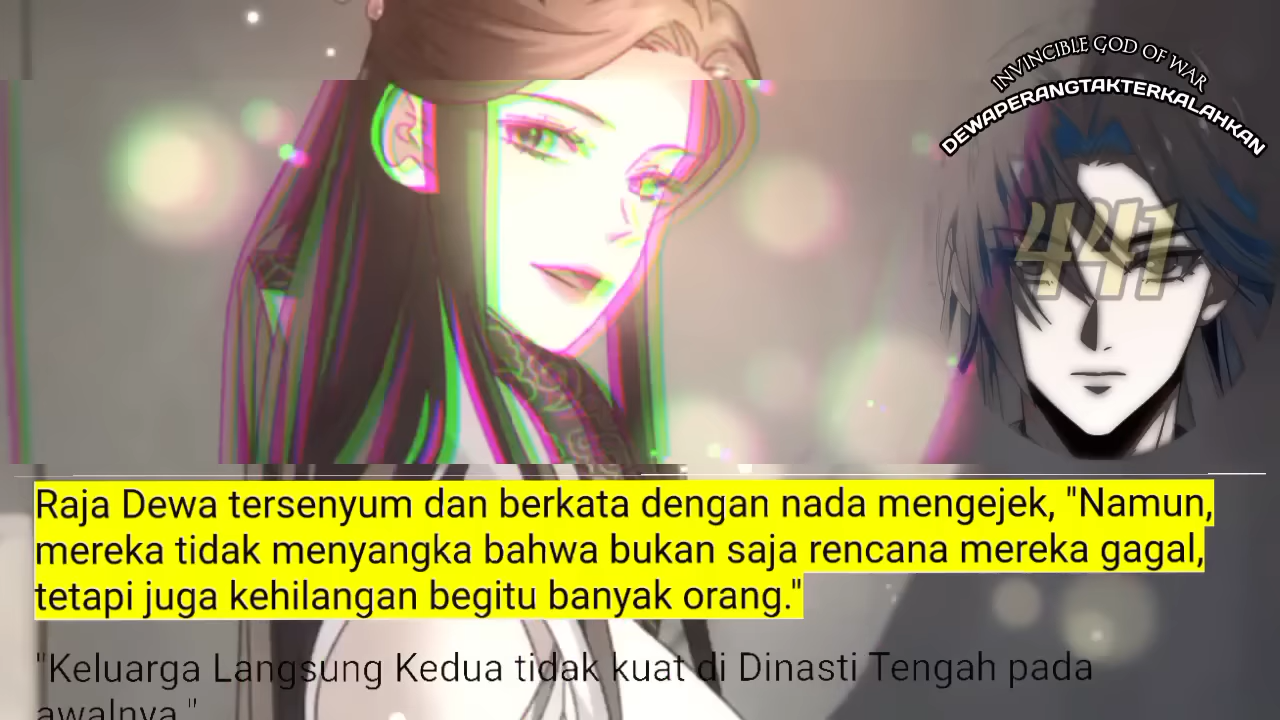 INVINCIBLE GOD OF WAR
DEWAPERANGTAKTERKALAHKAN
441
Raja Dewa tersenyum dan berkata dengan nada mengejek, "Namun,
mereka tidak menyangka bahwa bukan saja rencana mereka gagal,
tetapi juga kehilangan begitu banyak orang."
"Keluarga Langsung Kedua tidak kuat di Dinasti Tengah pada
awalnya."